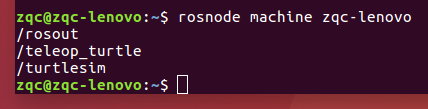 zqc@zqc-lenovo:~$ rosnode machine zqc-lenovo
/rosout
/teleop_turtle
/turtlesim
zqc@zqc-lenovo:~$